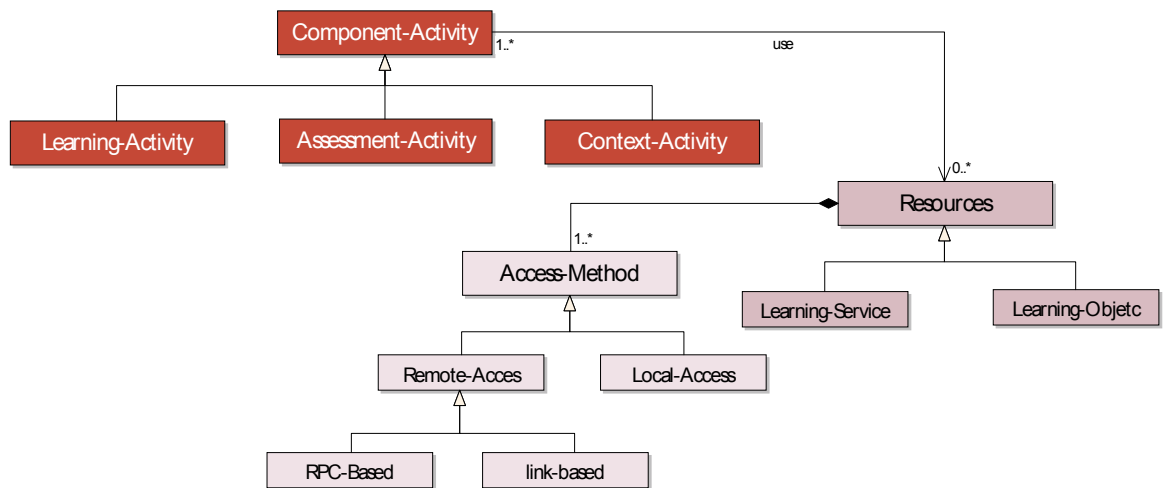 Component-Activity
1..*
use
Learning-Activity
Assessment-Activity
Context-Activity
0..*
Resources
1..*
Access-Method
Learning-Service
Learning-Objetc
Remote-Acces
Local-Access
RPC-Based
link-based